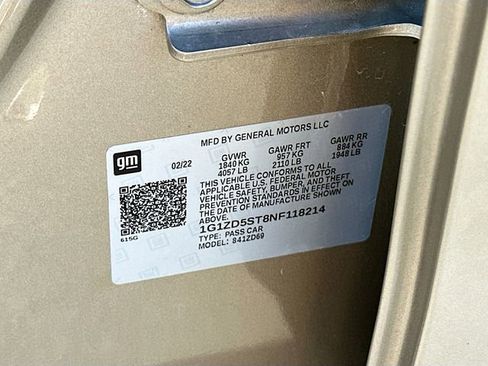 MFD BY GENERAL MOTORS LLC
gm
02/22
GVWR GAWR FRT GAWR RR
1840 KG 957 KG 884 KG
4057 LB 2110 LB 1948 LB
THIS VEHICLE CONFORMS TO ALL
APPLICABLE U.S. FEDERAL MOTOR
VEHICLE SAFETY, BUMPER, AND THEFT
PREVENTION STANDARDS IN EFFECT ON
THE DATE OF MANUFACTURE SHOWN
ABOVE.
1G1ZD5ST8NF118214
TYPE: PASS CAR
MODEL: 841ZD69
615G